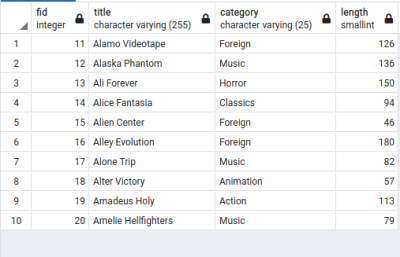 fid title category length
integer character varying (255) character varying (25) smallint
1 11 Alamo Videotape Foreign 126
2 12 Alaska Phantom Music 136
3 13 Ali Forever Horror 150
4 14 Alice Fantasia Classics 94
5 15 Alien Center Foreign 46
6 16 Alley Evolution Foreign 180
7 17 Alone Trip Music 82
8 18 Alter Victory Animation 57
9 19 Amadeus Holy Action 113
10 20 Amelie Hellfighters Music 79